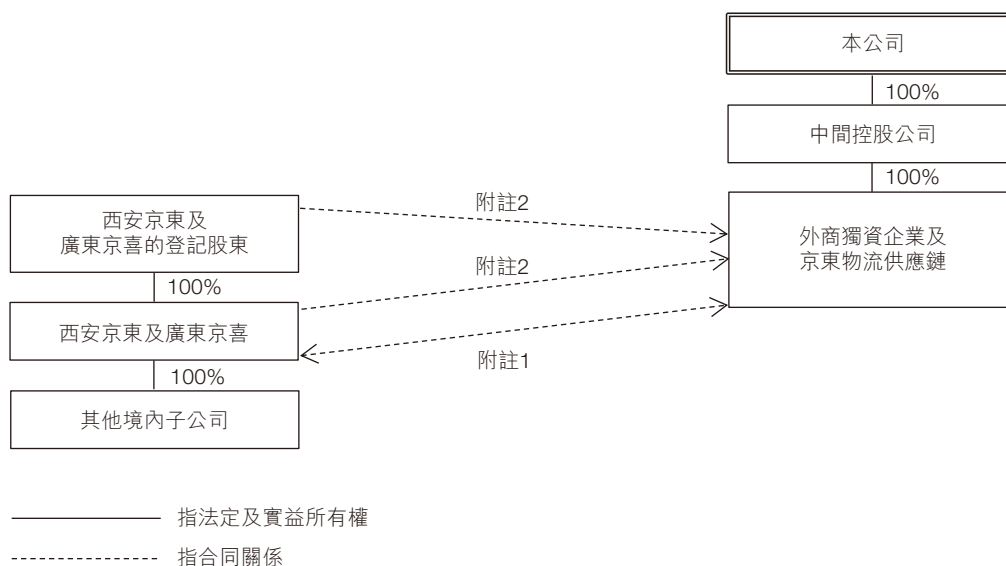 本公司
100%
中間控股公司
100%
外商獨資企業及
京東物流供應鏈
西安京東及
廣東京喜的登記股東
100%
西安京東及廣東京喜
100%
其他境內子公司
附註2
附註2
附註1
指法定及實益所有權
指合同關係